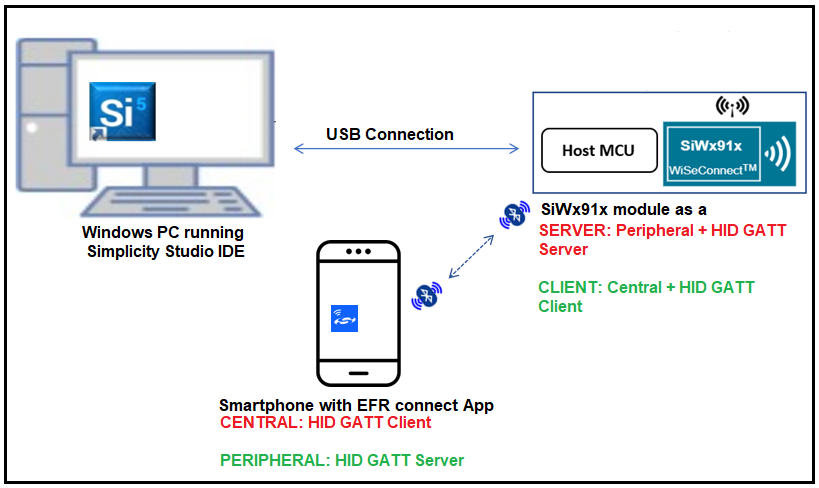 Si 5
USB Connection
Host MCU
SiWx91x
WiSeConnect™
Windows PC running
Simplicity Studio IDE
SiWx91x module as a
SERVER: Peripheral + HID GATT
Server
CLIENT: Central + HID GATT
Client
Smartphone with EFR connect App
CENTRAL: HID GATT Client
PERIPHERAL: HID GATT Server